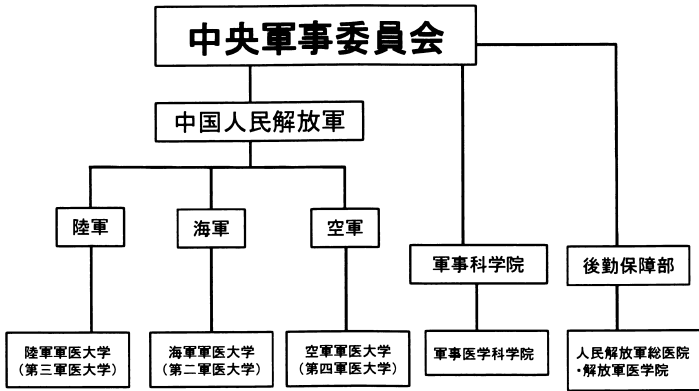 中央軍事委員会
中国人民解放軍
陸軍
海軍
空軍
軍事科学院
後勤保障部
陸軍軍医大学
(第三軍医大学)
海軍軍医大学
(第二軍医大学)
空軍軍医大学
(第四軍医大学)
軍事医学科学院
人民解放軍総医院
・解放軍医学院